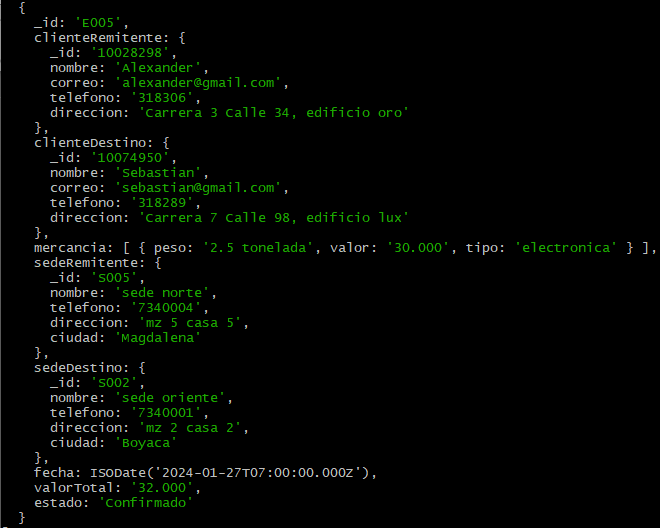 {
_id: 'E005',
clienteRemitente: {
_id: '10028298',
nombre: 'Alexander',
correo: 'alexander@gmail.com',
telefono: '318306',
direccion: 'Carrera 3 Calle 34, edificio oro'
},
clienteDestino: {
_id: '10074950',
nombre: 'Sebastian',
correo: 'sebastian@gmail.com',
telefono: '318289',
direccion: 'Carrera 7 Calle 98, edificio lux'
},
mercancia: [ { peso: '2.5 tonelada', valor: '30.000', tipo: 'electronica' } ],
sedeRemitente: {
_id: 'S005',
nombre: 'sede norte',
telefono: '7340004',
direccion: 'mz 5 casa 5',
ciudad: 'Magdalena'
},
sedeDestino: {
_id: 'S002',
nombre: 'sede oriente',
telefono: '7340001',
direccion: 'mz 2 casa 2',
ciudad: 'Boyaca'
},
fecha: ISODate('2024-01-27T07:00:00.000Z'),
valorTotal: '32.000',
estado: 'Confirmado'
}